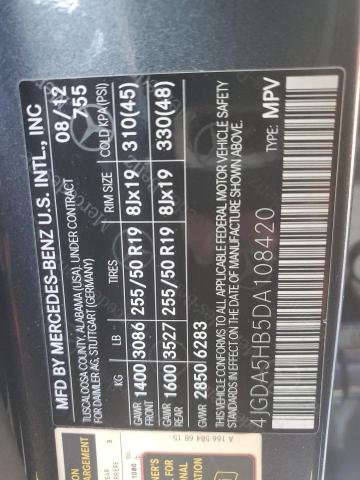 MFD BY MERCEDES-BENZ U.S. INTL., INC
TUSCALOOSA COUNTY, ALABAMA (USA), UNDER CONTRACT
FOR DAIMLER AG, STUTTGART (GERMANY)
08/12
755
KG LB TIRES RIM SIZE COLD KPA(PSI)
GAWR FRONT 1400 3086 255/50 R19 8Jx19 310(45)
GAWR REAR 1600 3527 255/50 R19 8Jx19 330(48)
GVWR 2850 6283
THIS VEHICLE CONFORMS TO ALL APPLICABLE FEDERAL MOTOR VEHICLE SAFETY
STANDARDS IN EFFECT ON THE DATE OF MANUFACTURE SHOWN ABOVE.
4JGDA5HB5DA108420
TYPE: MPV
A 166 584 68 15